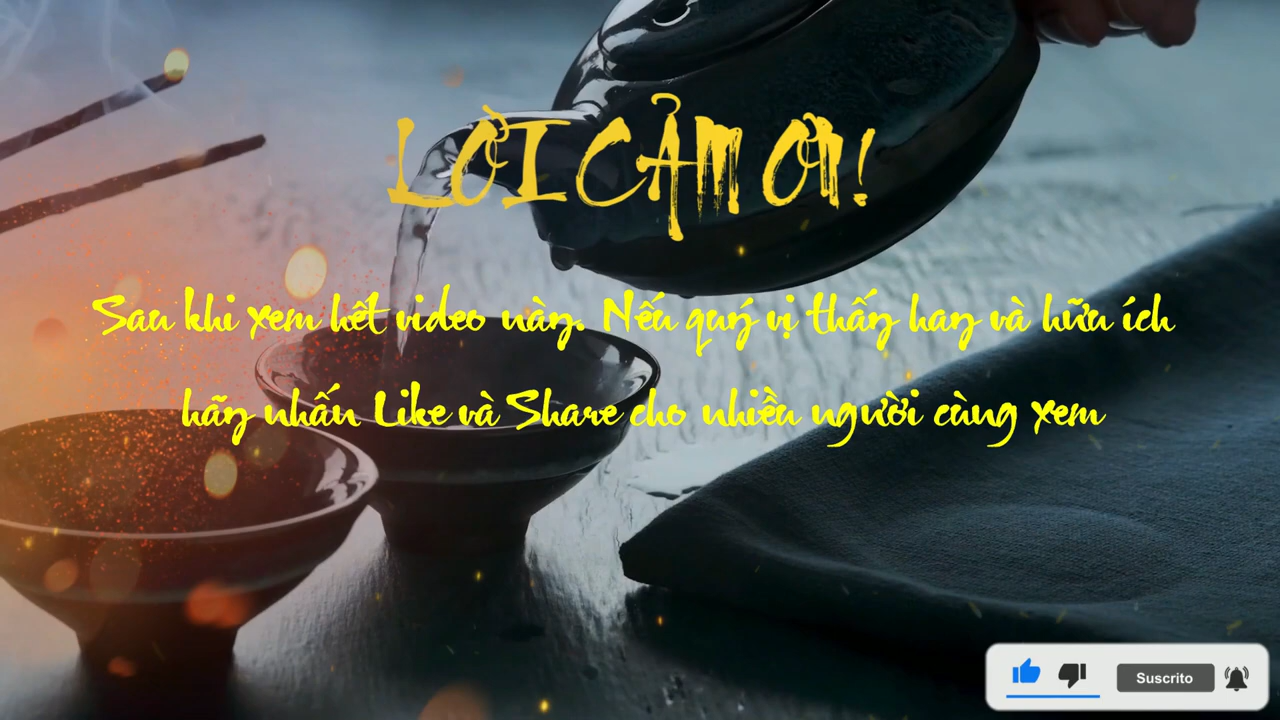 LỜI CẢM ƠN!
Sau khi xem hết video này. Nếu quý vị thấy hay và hữu ích
hãy nhấn Like và Share cho nhiều người cùng xem
Suscrito